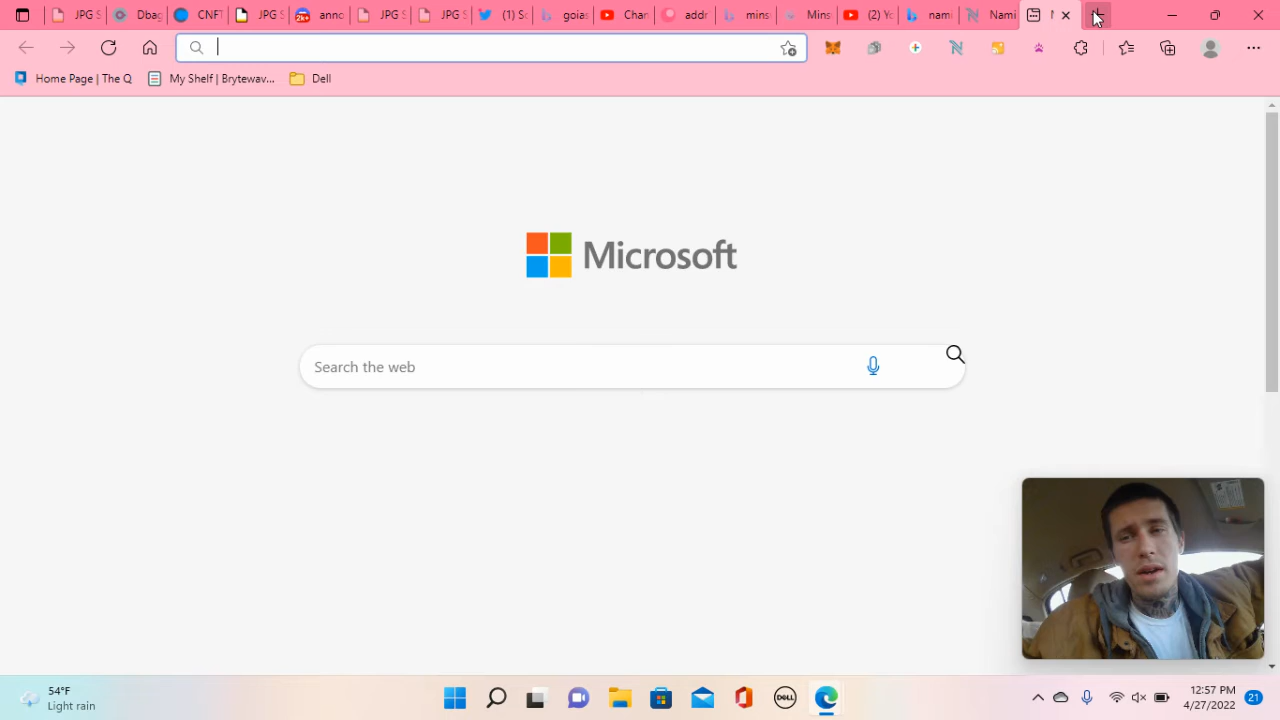 JPG S
Dbag
CNFT
JPG S
2k+
anno
JPG S
JPG S
(1) Sc
goias
Char
addr
mins
Mins
(2) Yo
nami
Nami
Home Page | The Q
My Shelf | Brytewav...
Dell
Microsoft
Search the web
54°F
Light rain
DELL
12:57 PM
4/27/2022
21